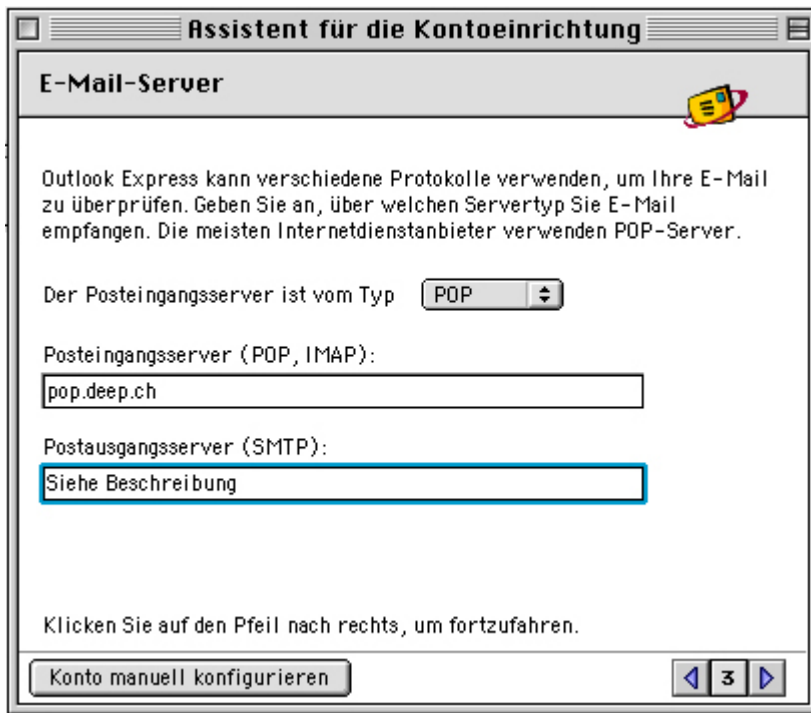 Assistent für die Kontoeinrichtung
E-Mail-Server
Outlook Express kann verschiedene Protokolle verwenden, um Ihre E-Mail
zu überprüfen. Geben Sie an, über welchen Servertyp Sie E-Mail
empfangen. Die meisten Internetdienstanbieter verwenden POP-Server.
Der Posteingangsserver ist vom Typ POP
Posteingangsserver (POP, IMAP):
pop.deep.ch
Postausgangsserver (SMTP):
Siehe Beschreibung
Klicken Sie auf den Pfeil nach rechts, um fortzufahren.
Konto manuell konfigurieren 3